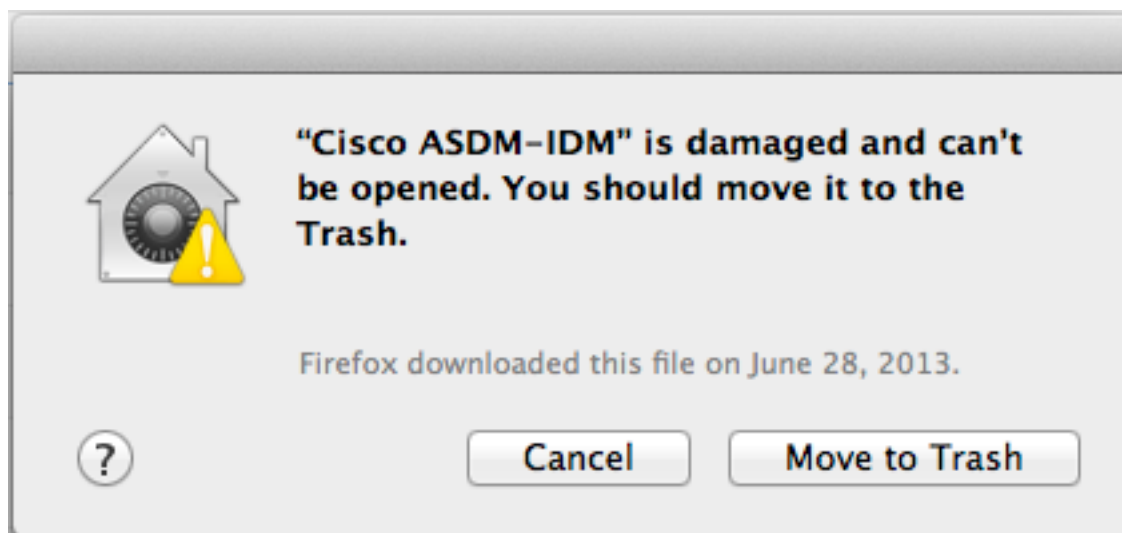 “Cisco ASDM-IDM” is damaged and can't
be opened. You should move it to the
Trash.
Firefox downloaded this file on June 28, 2013.
?
Cancel
Move to Trash